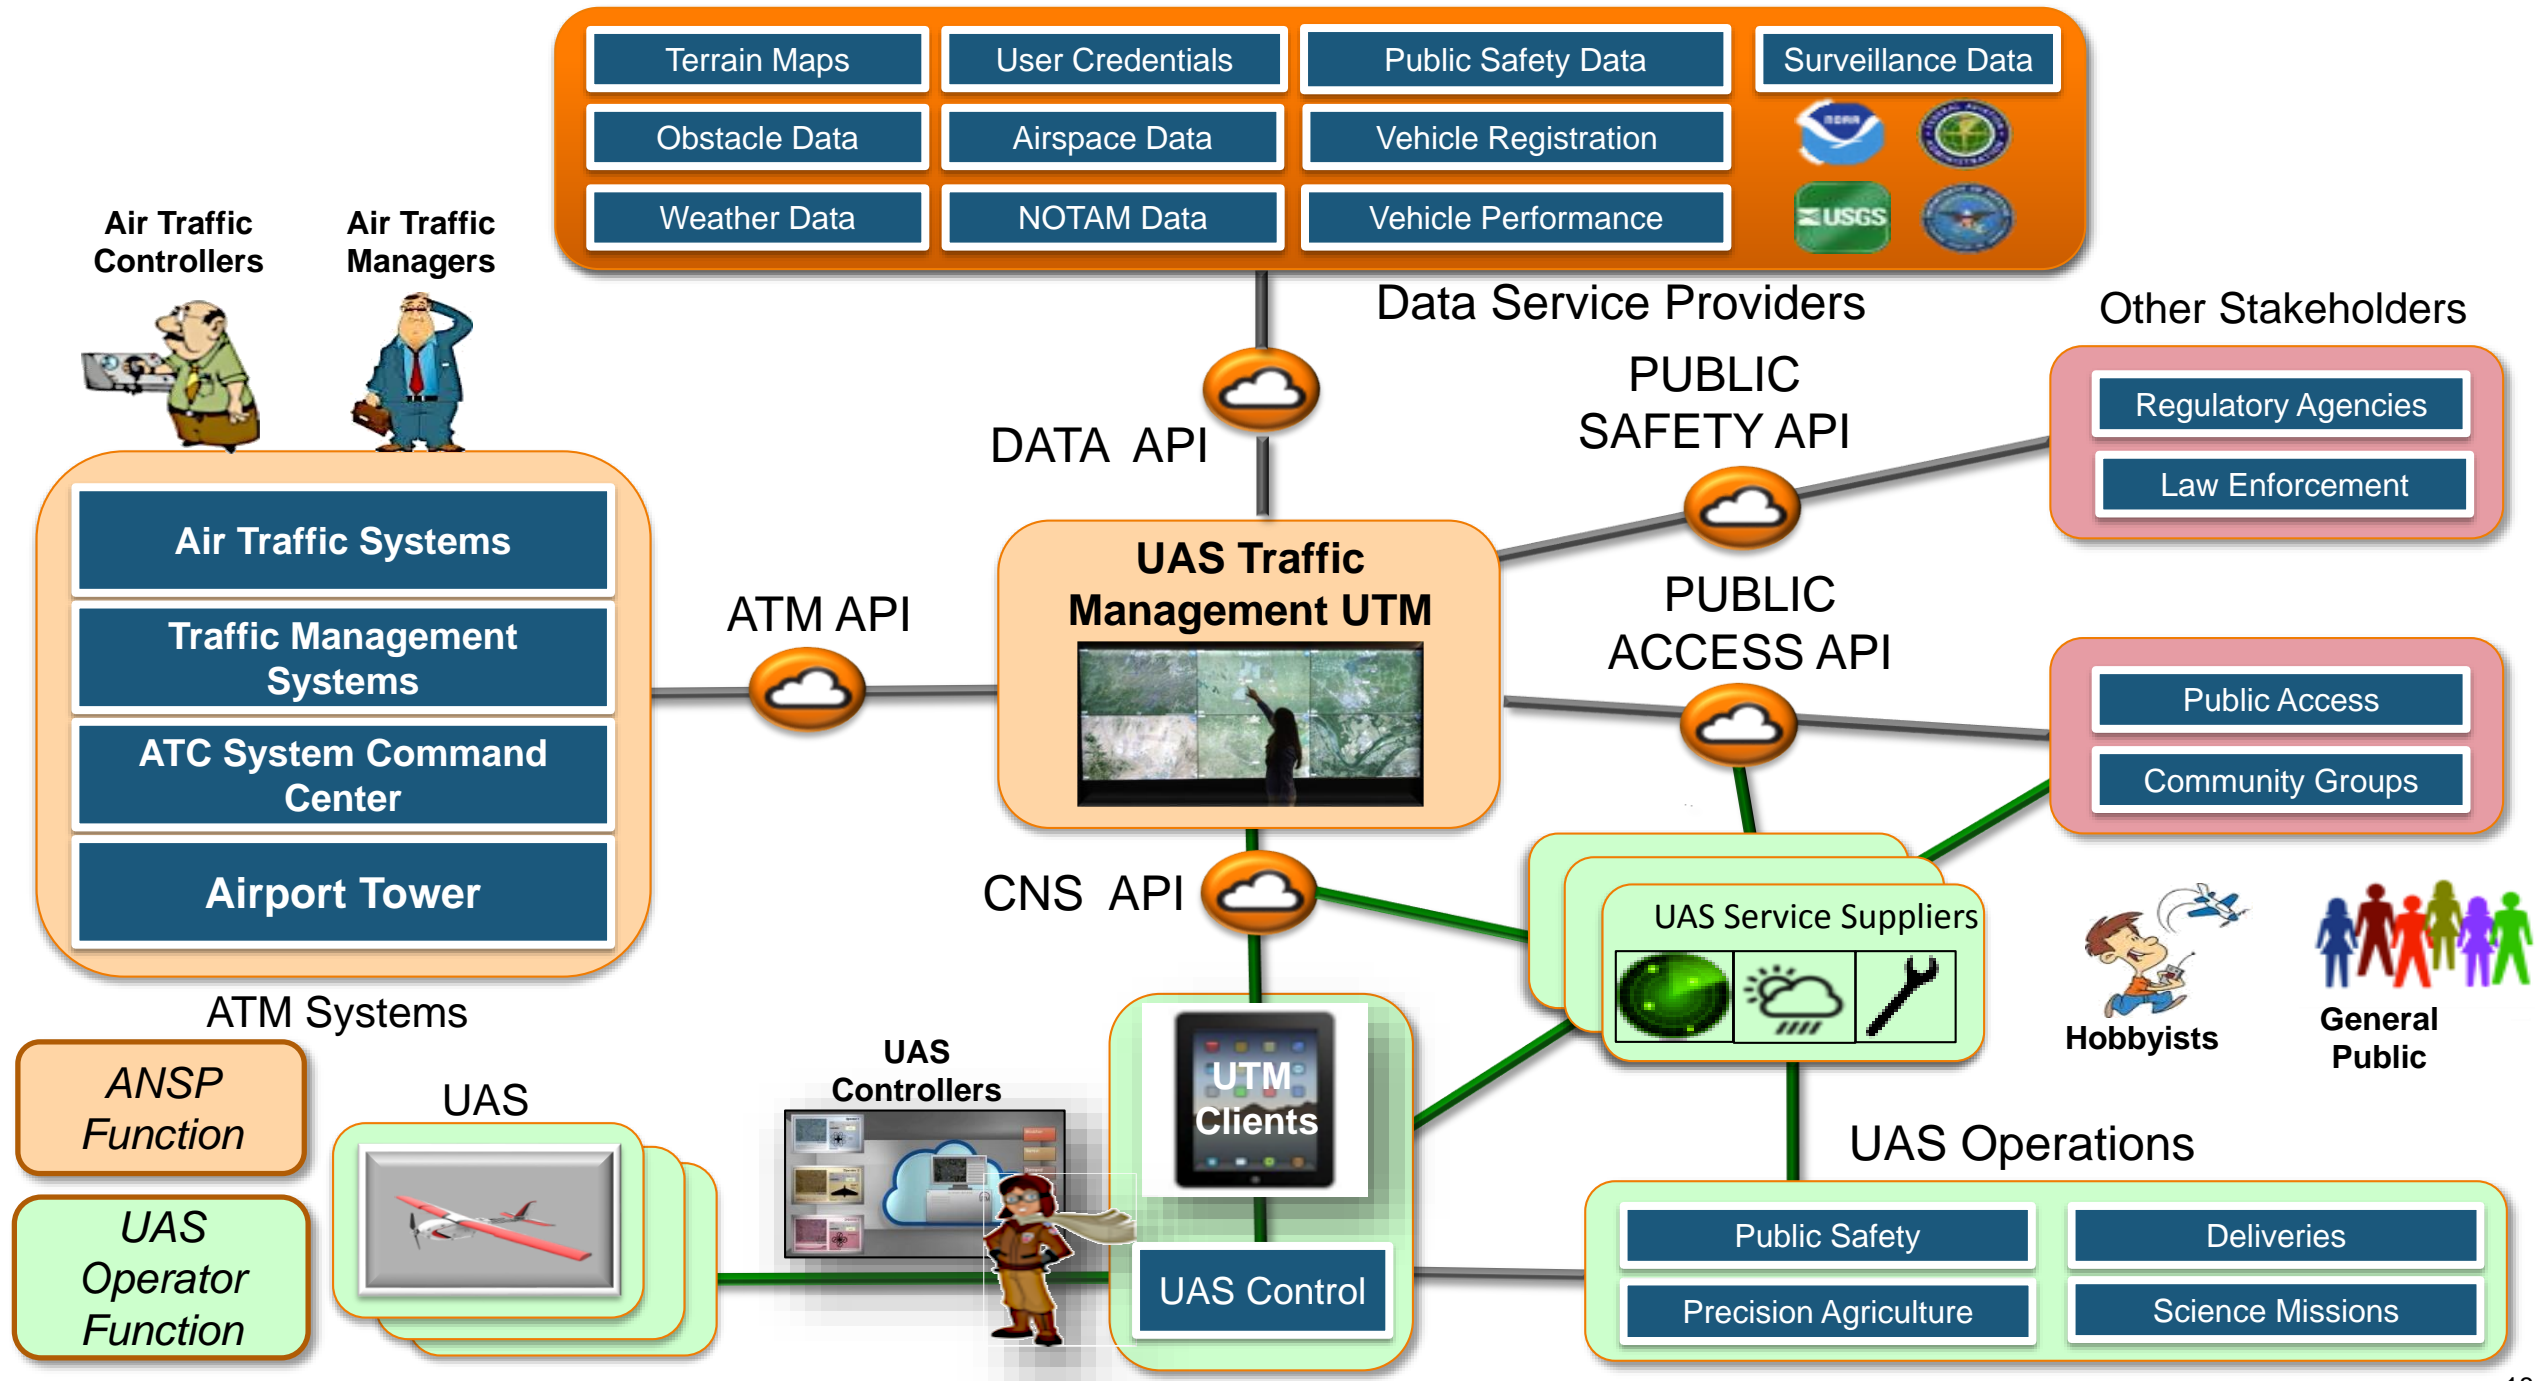 Terrain Maps
User Credentials
Public Safety Data
Surveillance Data
Obstacle Data
Airspace Data
Vehicle Registration
Weather Data
NOTAM Data
Vehicle Performance
USGS
Data Service Providers
Air Traffic
Controllers
Air Traffic
Managers
DATA API
PUBLIC
SAFETY API
Other Stakeholders
Regulatory Agencies
Law Enforcement
Air Traffic Systems
Traffic Management
Systems
ATC System Command
Center
Airport Tower
ATM Systems
ATM API
UAS Traffic
Management UTM
PUBLIC
ACCESS API
Public Access
Community Groups
CNS API
UAS Service Suppliers
Hobbyists
General
Public
ANSP
Function
UAS
Operator
Function
UAS
UAS
Controllers
UTM
Clients
UAS Control
UAS Operations
Public Safety
Deliveries
Precision Agriculture
Science Missions